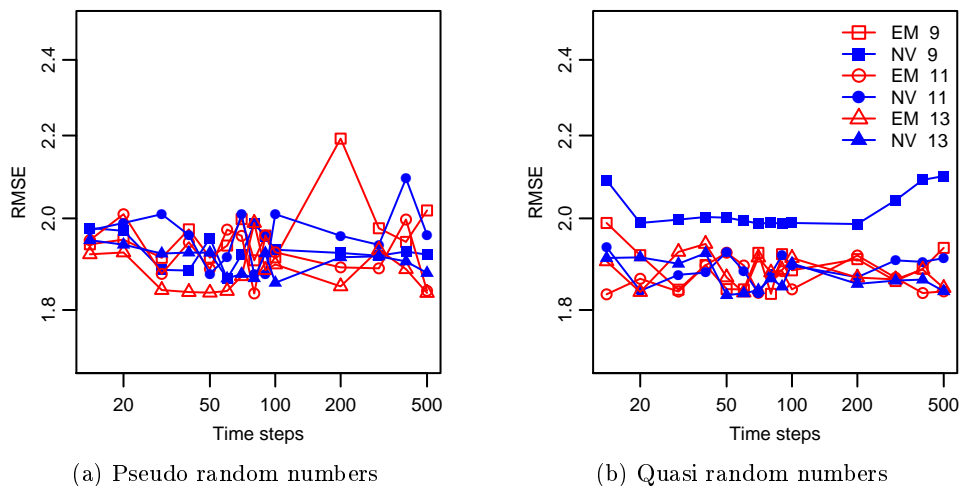 2.4
2.2
2.0
1.8
RMSE
20 50 100 200 500
Time steps
(a) Pseudo random numbers
EM 9
NV 9
EM 11
NV 11
EM 13
NV 13
2.4
2.2
2.0
1.8
RMSE
20 50 100 200 500
Time steps
(b) Quasi random numbers